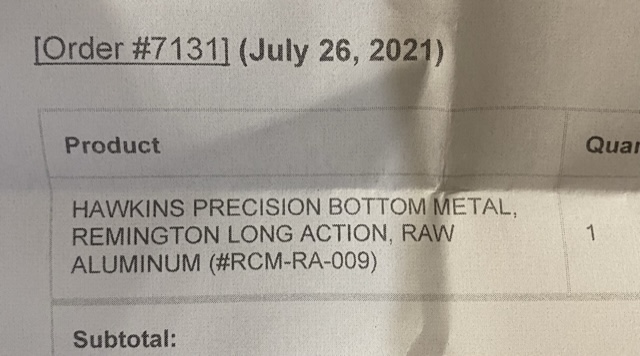 [Order #7131] (July 26, 2021)
Product
HAWKINS PRECISION BOTTOM METAL,
REMINGTON LONG ACTION, RAW
ALUMINUM (#RCM-RA-009)
1
Subtotal: